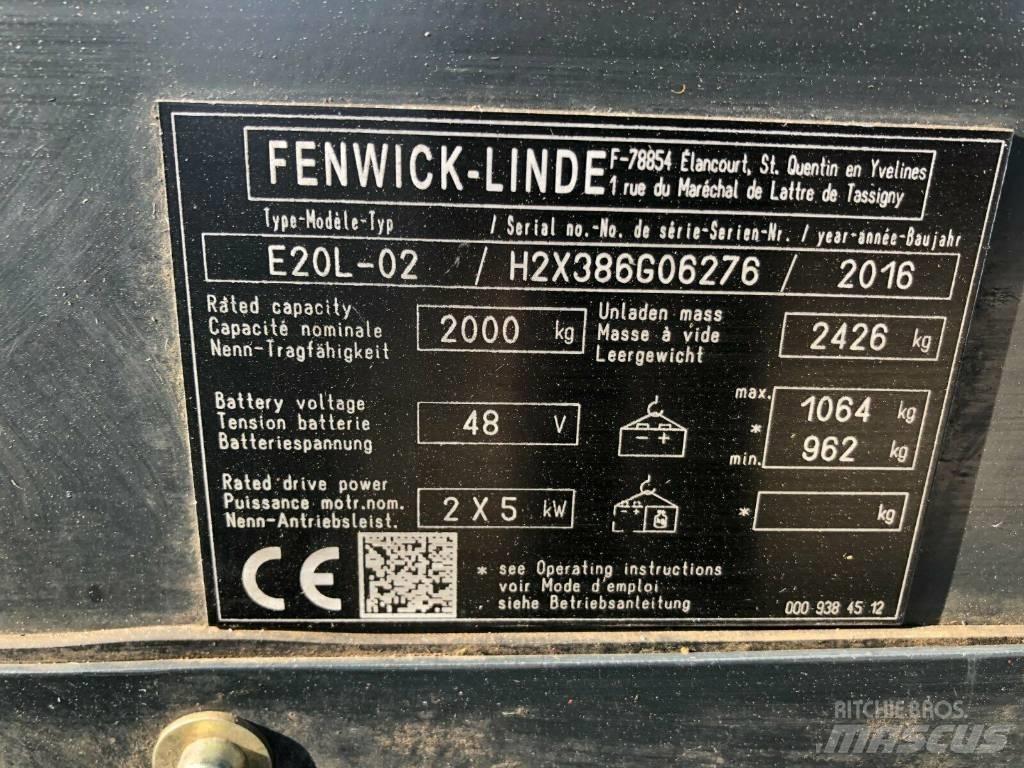 FENWICK-LINDE
F-78854 Élancourt, St. Quentin en Yvelines
1 rue du Maréchal de Lattre de Tassigny
Type-Modèle-Typ / Serial no.-No. de série-Serien-Nr. / year-année-Baujahr
E20L-02 / H2X386G06276 / 2016
Rated capacity
Capacité nominale
Nenn-Tragfähigkeit
2000 kg
Unladen mass
Masse à vide
Leergewicht
2426 kg
Battery voltage
Tension batterie
Batteriespannung
48 V
max. 1064 kg
*
min. 962 kg
Rated drive power
Puissance motr.nom.
Nenn-Antriebsleist.
2 X 5 kW
* kg
CE
* see Operating instructions
voir Mode d'emploi
siehe Betriebsanleitung
000 938 45 12
RITCHIE BROS.
MASCUS